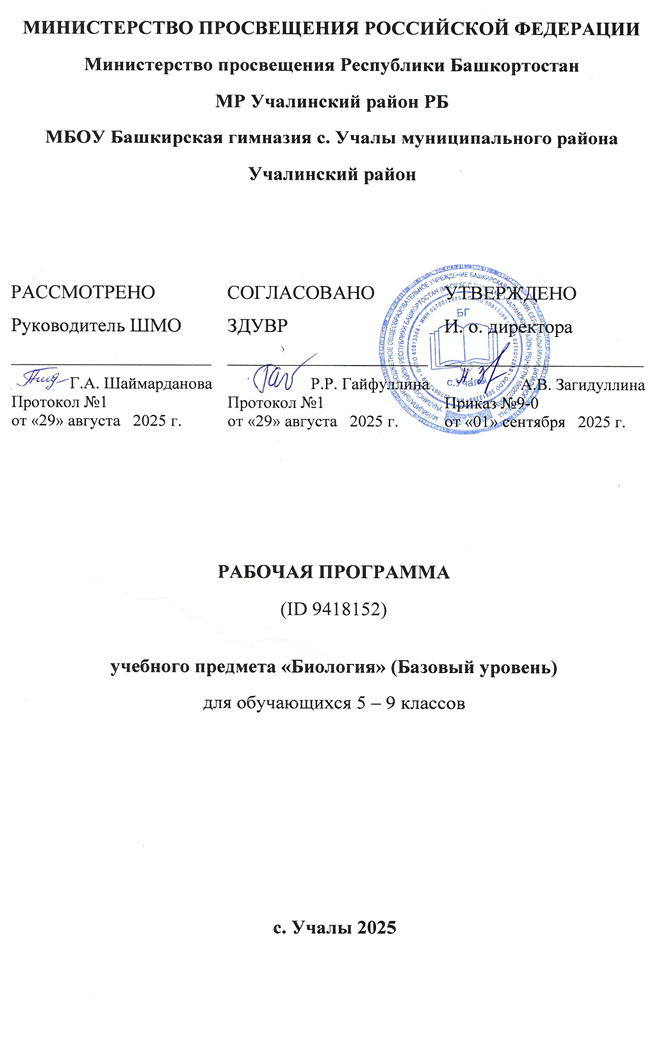 МИНИСТЕРСТВО ПРОСВЕЩЕНИЯ РОССИЙСКОЙ ФЕДЕРАЦИИ
Министерство просвещения Республики Башкортостан
МР Учалинский район РБ
МБОУ Башкирская гимназия с. Учалы муниципального района
Учалинский район
РАССМОТРЕНО
Руководитель ШМО
Г.А. Шаймарданова
Протокол №1
от «29» августа 2025 г.
СОГЛАСОВАНО
ЗДУВР
Р.Р. Гайфуллина
Протокол №1
от «29» августа 2025 г.
УТВЕРЖДЕНО
И. о. директора
А.В. Загидуллина
Приказ №9-0
от «01» сентября 2025 г.
БГ
с. Учалы
РАБОЧАЯ ПРОГРАММА
(ID 9418152)
учебного предмета «Биология» (Базовый уровень)
для обучающихся 5 – 9 классов
с. Учалы 2025